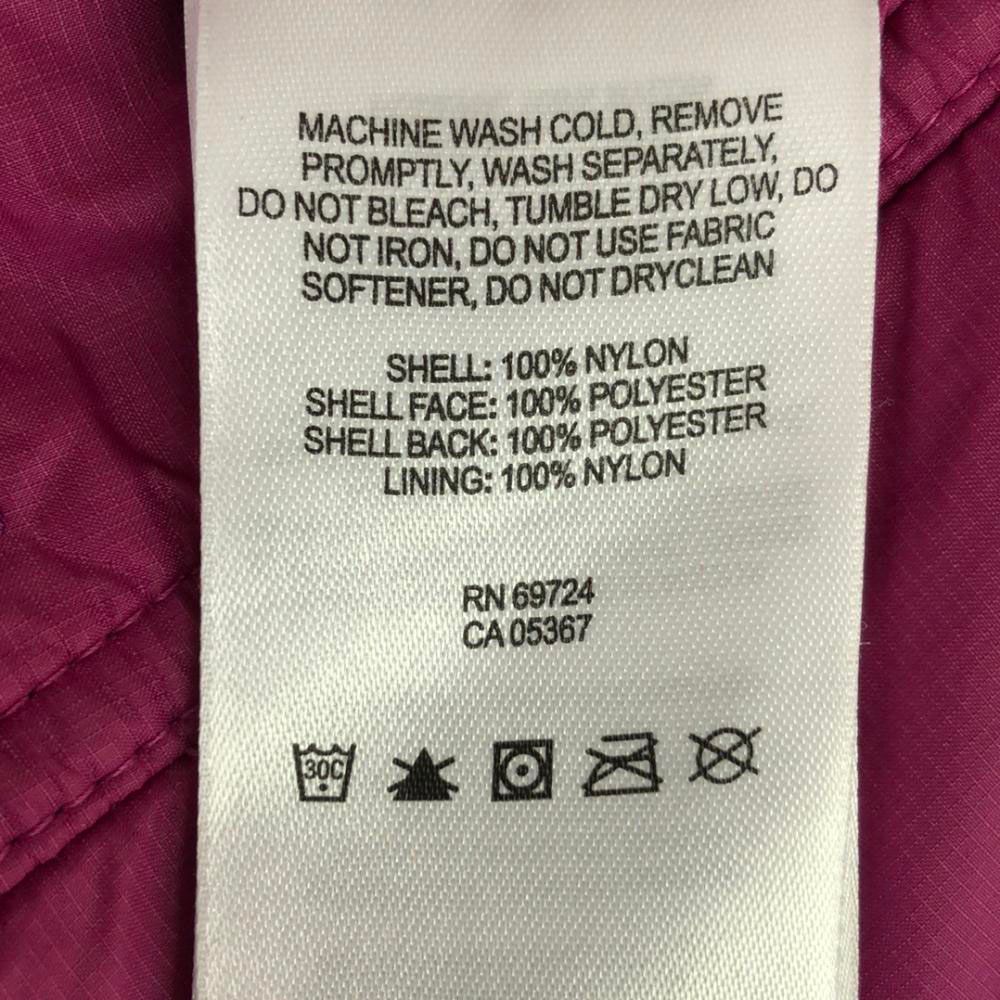 MACHINE WASH COLD, REMOVE
PROMPTLY, WASH SEPARATELY,
DO NOT BLEACH, TUMBLE DRY LOW, DO
NOT IRON, DO NOT USE FABRIC
SOFTENER, DO NOT DRYCLEAN
SHELL: 100% NYLON
SHELL FACE: 100% POLYESTER
SHELL BACK: 100% POLYESTER
LINING: 100% NYLON
RN 69724
CA 05367
30C